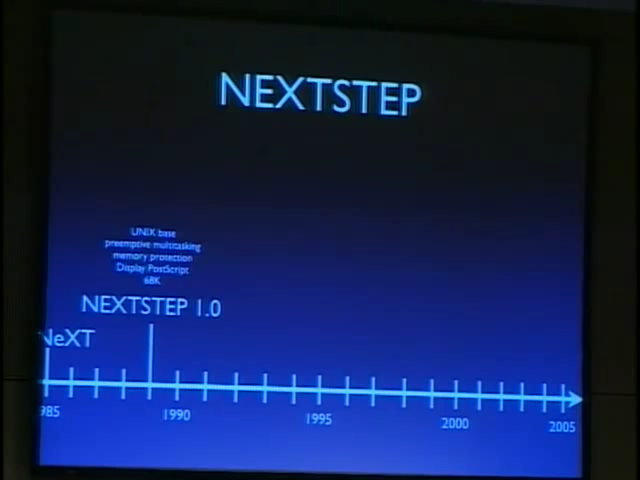 NEXTSTEP
UNIX base
preemptive multitasking
memory protection
Display PostScript
68K
NEXTSTEP 1.0
NeXT
985
1990
1995
2000
2005